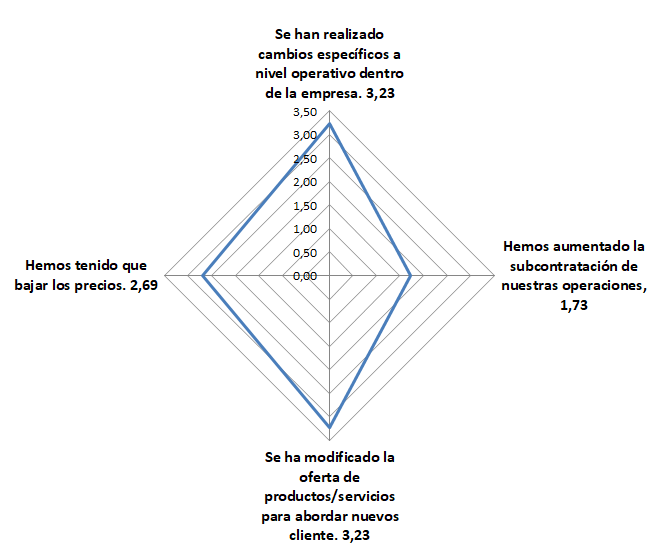 Se han realizado
cambios específicos a
nivel operativo dentro
de la empresa. 3,23
3,50
3,00
2,50
2,00
1,50
1,00
0,50
0,00
Hemos aumentado la
subcontratación de
nuestras operaciones,
1,73
Se ha modificado la
oferta de
productos/servicios
para abordar nuevos
cliente. 3,23
Hemos tenido que
bajar los precios. 2,69